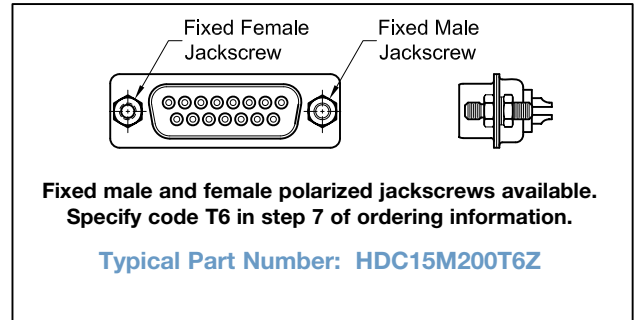 Fixed Female
Jackscrew
Fixed Male
Jackscrew
Fixed male and female polarized jackscrews available.
Specify code T6 in step 7 of ordering information.
Typical Part Number: HDC15M200T6Z